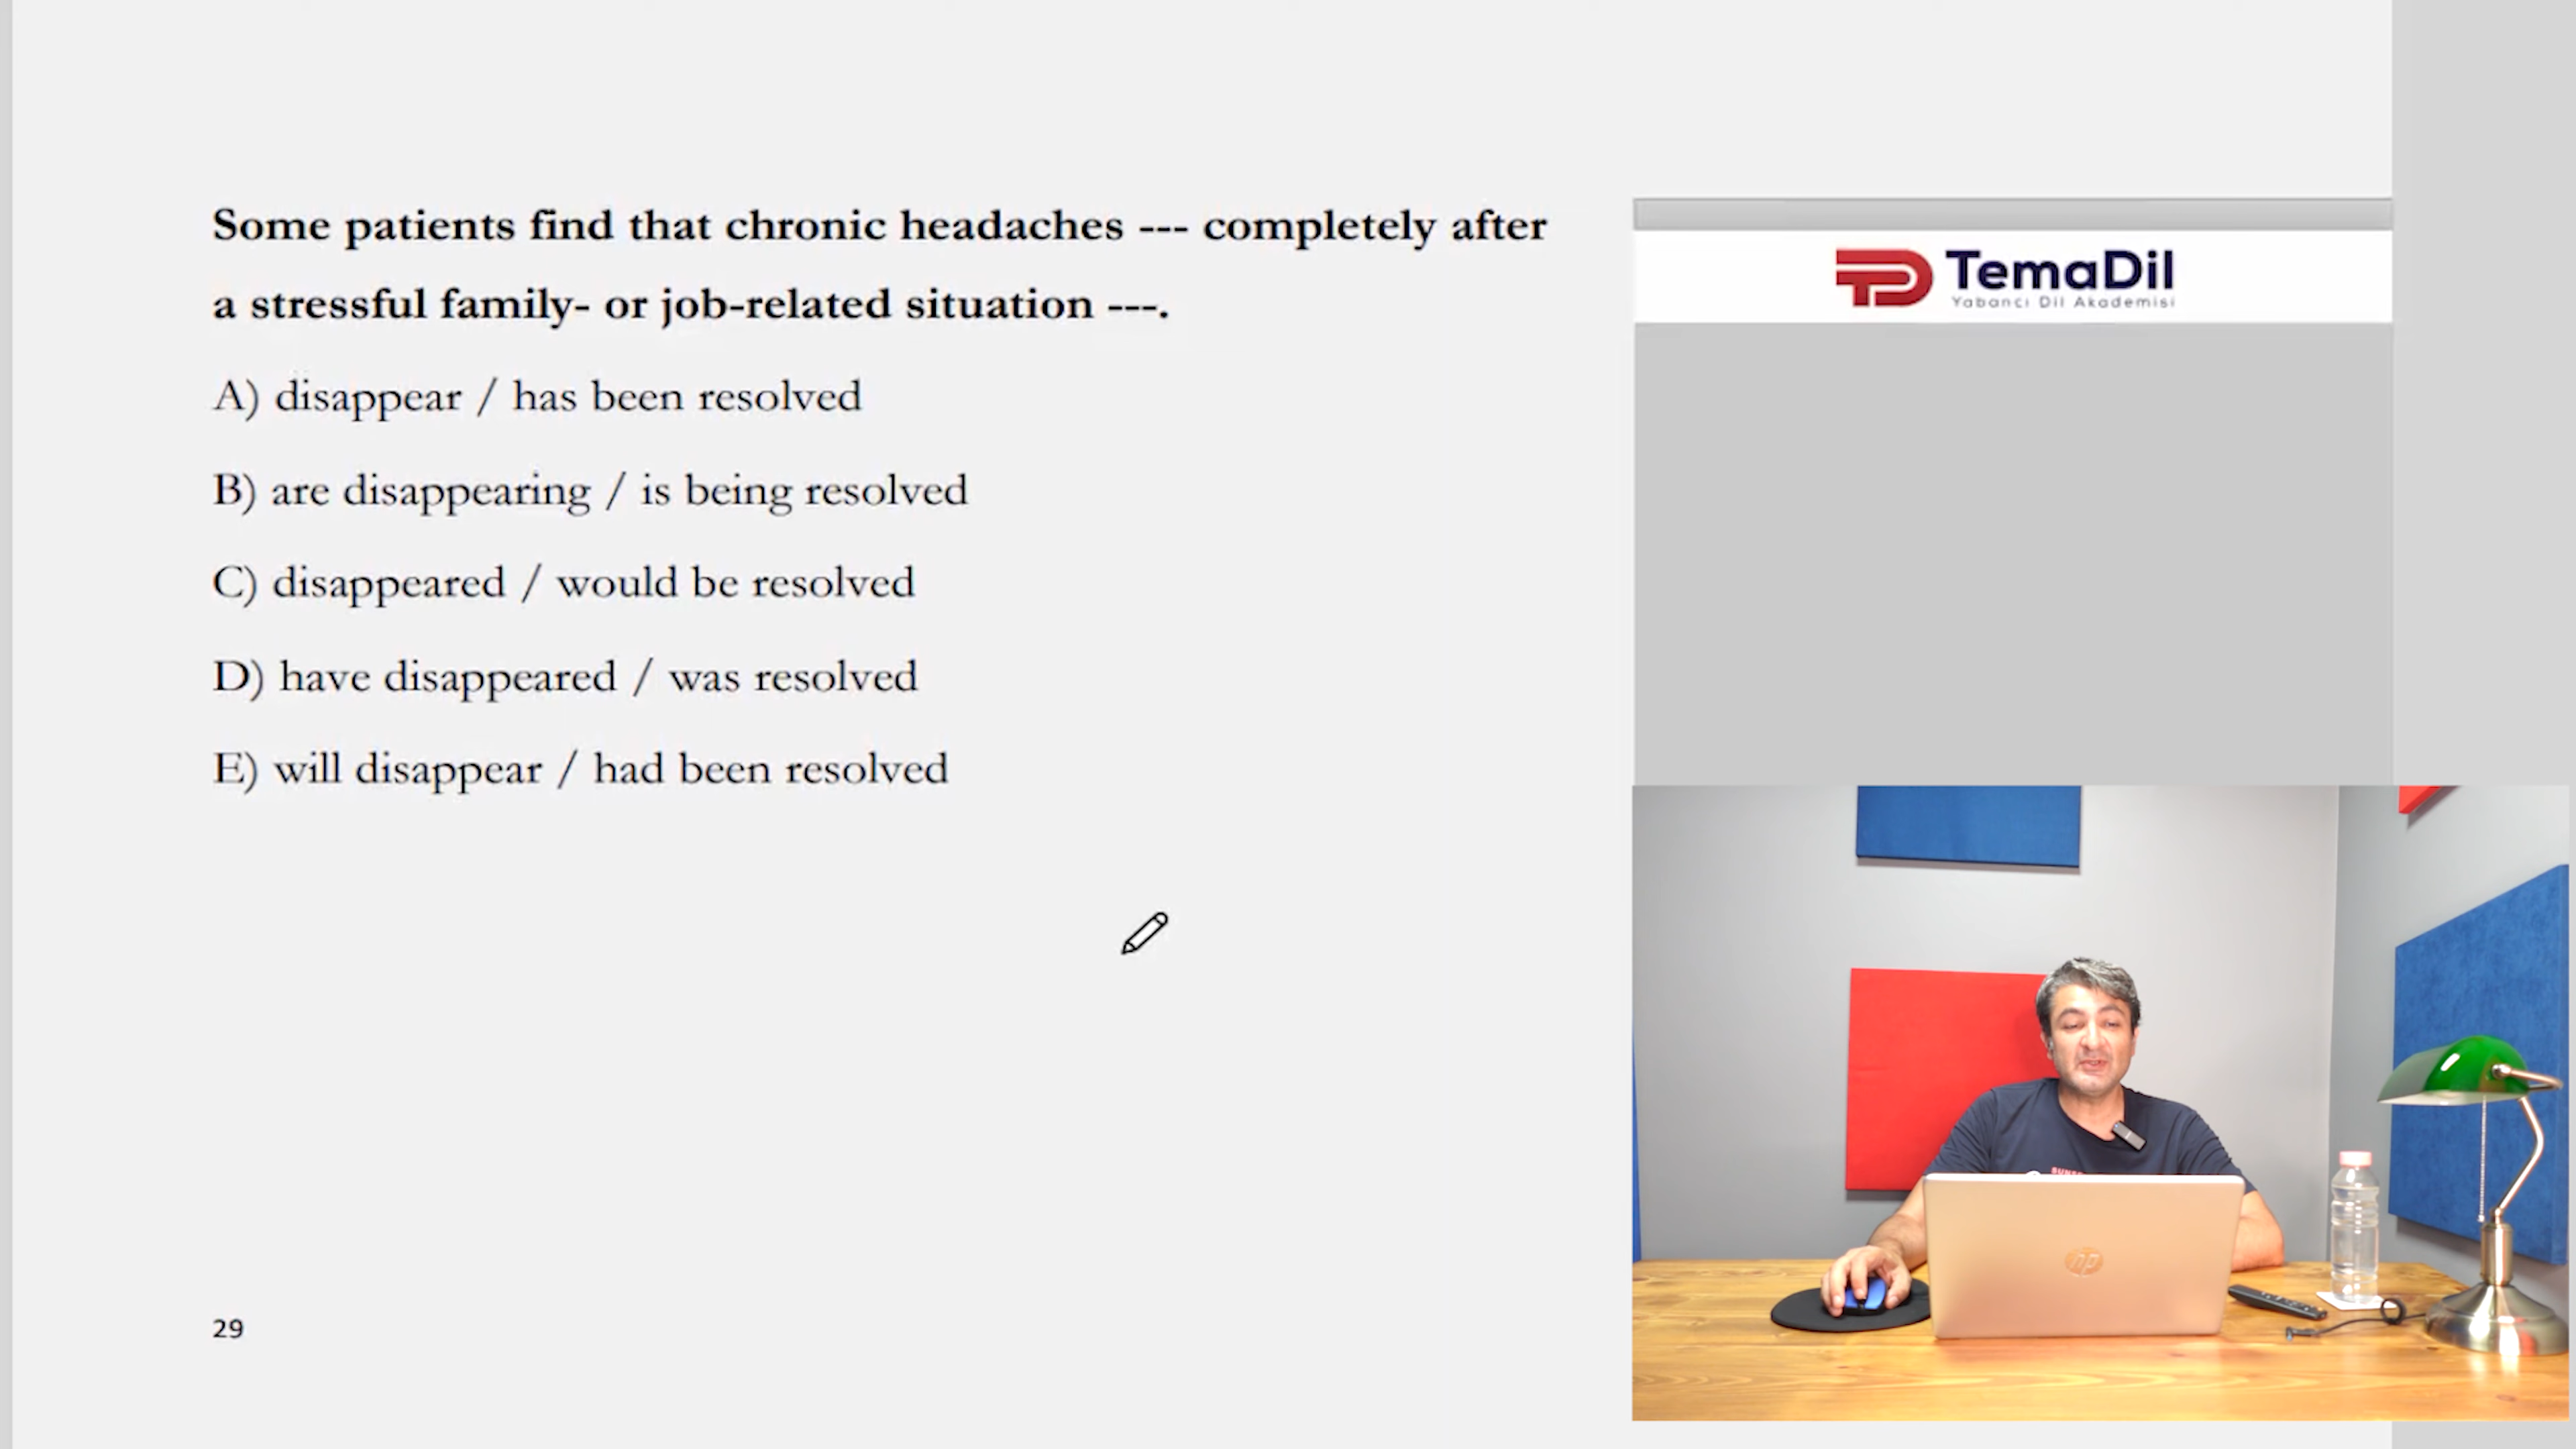 Some patients find that chronic headaches --- completely after
a stressful family- or job-related situation ---.
A) disappear / has been resolved
B) are disappearing / is being resolved
C) disappeared / would be resolved
D) have disappeared / was resolved
E) will disappear / had been resolved
29
TemaDil
Yabancı Dil Akademisi
hp